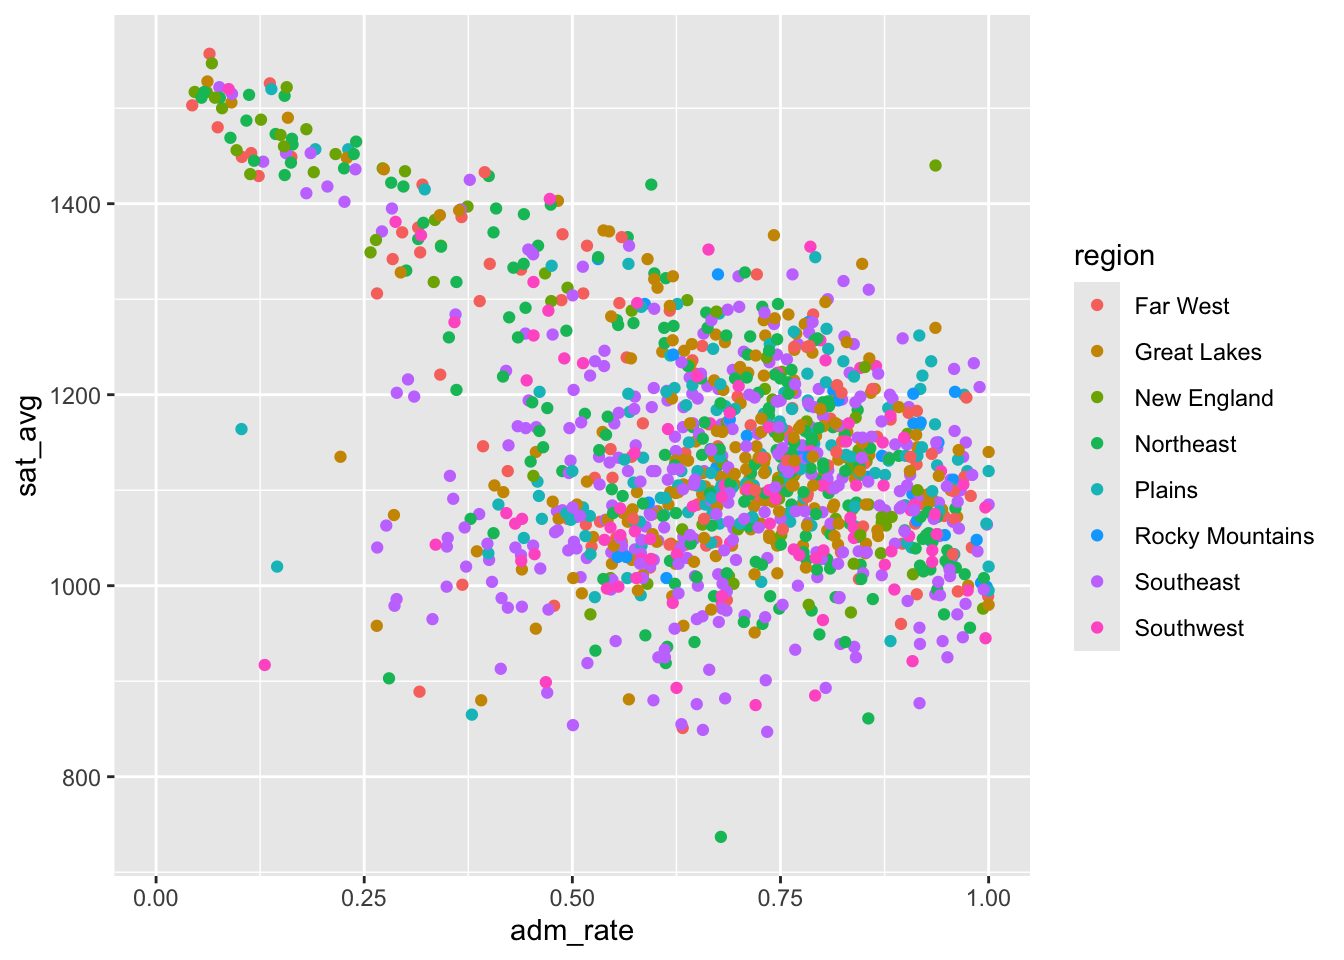 sat_avg
1400
1200
1000
800
0.00 0.25 0.50 0.75 1.00
adm_rate
region
Far West
Great Lakes
New England
Northeast
Plains
Rocky Mountains
Southeast
Southwest